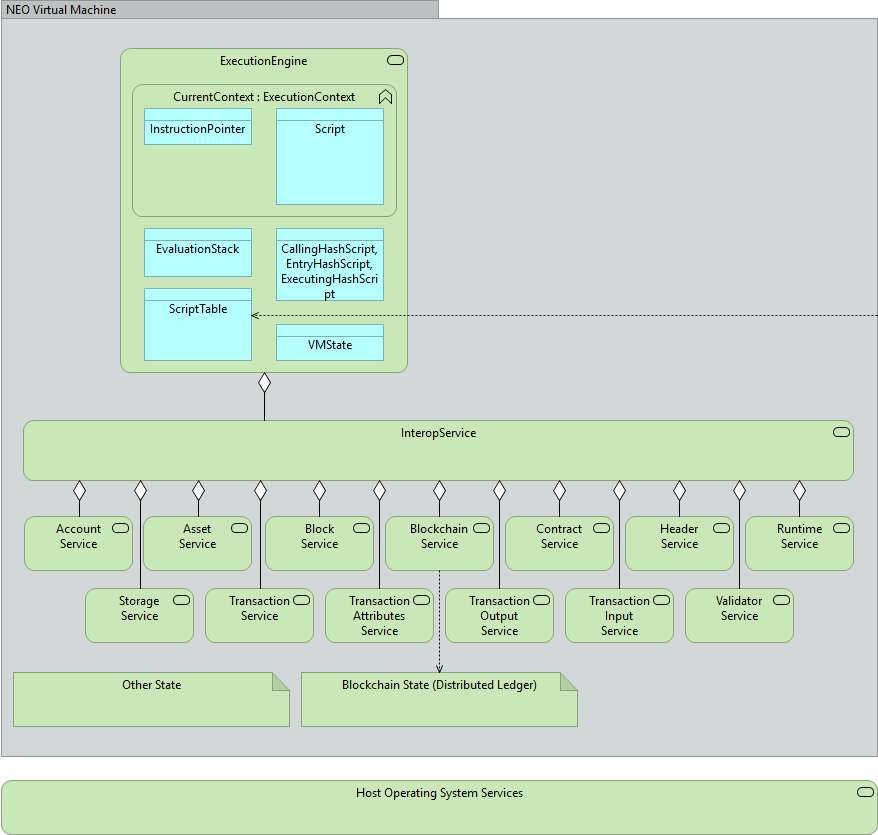 NEO Virtual Machine
ExecutionEngine
CurrentContext : ExecutionContext
InstructionPointer
Script
EvaluationStack
CallingHashScript,
EntryHashScript,
ExecutingHashScri
pt
ScriptTable
VMState
InteropService
Account
Service
Asset
Service
Block
Service
Blockchain
Service
Contract
Service
Header
Service
Runtime
Service
Storage
Service
Transaction
Service
Transaction
Attributes
Service
Transaction
Output
Service
Transaction
Input
Service
Validator
Service
Other State
Blockchain State (Distributed Ledger)
Host Operating System Services